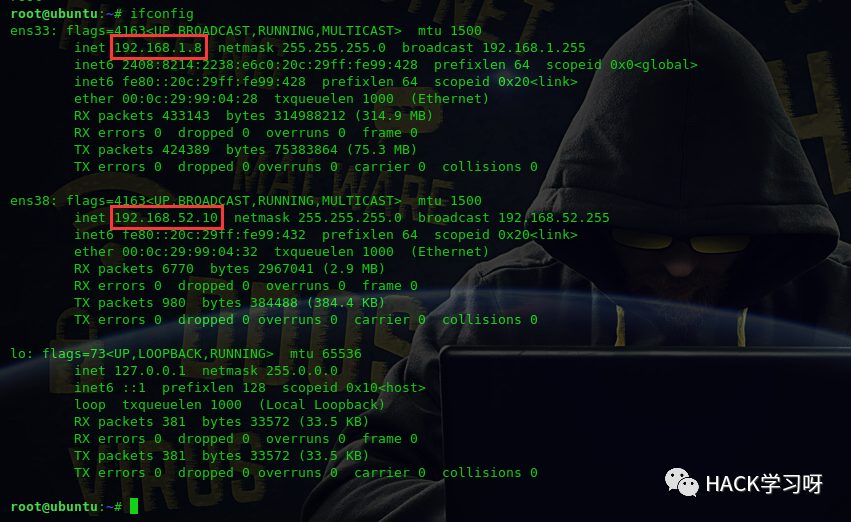 root@ubuntu:~# ifconfig
ens33: flags=4163<UP,BROADCAST,RUNNING,MULTICAST>  mtu 1500
        inet 192.168.1.8  netmask 255.255.255.0  broadcast 192.168.1.255
        inet6 2408:8214:2238:e6c0:20c:29ff:fe99:428  prefixlen 64  scopeid 0x0<global>
        inet6 fe80::20c:29ff:fe99:428  prefixlen 64  scopeid 0x20<link>
        ether 00:0c:29:99:04:28  txqueuelen 1000  (Ethernet)
        RX packets 433143  bytes 314988212 (314.9 MB)
        RX errors 0  dropped 0  overruns 0  frame 0
        TX packets 424389  bytes 75383864 (75.3 MB)
        TX errors 0  dropped 0 overruns 0  carrier 0  collisions 0
ens38: flags=4163<UP,BROADCAST,RUNNING,MULTICAST>  mtu 1500
        inet 192.168.52.10  netmask 255.255.255.0  broadcast 192.168.52.255
        inet6 fe80::20c:29ff:fe99:432  prefixlen 64  scopeid 0x20<link>
        ether 00:0c:29:99:04:32  txqueuelen 1000  (Ethernet)
        RX packets 6770  bytes 2967041 (2.9 MB)
        RX errors 0  dropped 0  overruns 0  frame 0
        TX packets 980  bytes 384488 (384.4 KB)
        TX errors 0  dropped 0 overruns 0  carrier 0  collisions 0
lo: flags=73<UP,LOOPBACK,RUNNING>  mtu 65536
        inet 127.0.0.1  netmask 255.0.0.0
        inet6 ::1  prefixlen 128  scopeid 0x10<host>
        loop  txqueuelen 1000  (Local Loopback)
        RX packets 381  bytes 33572 (33.5 KB)
        RX errors 0  dropped 0  overruns 0  frame 0
        TX packets 381  bytes 33572 (33.5 KB)
        TX errors 0  dropped 0 overruns 0  carrier 0  collisions 0
root@ubuntu:~#
MALWARE
VIRUS
HACK学习呀